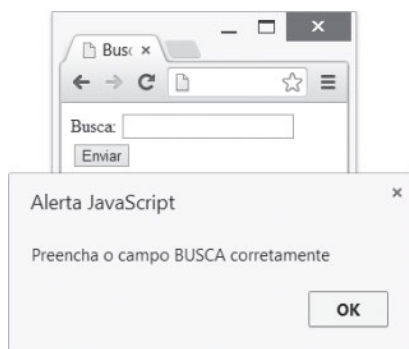 Busc
Busca:
Enviar
Alerta JavaScript
Preencha o campo BUSCA corretamente
OK